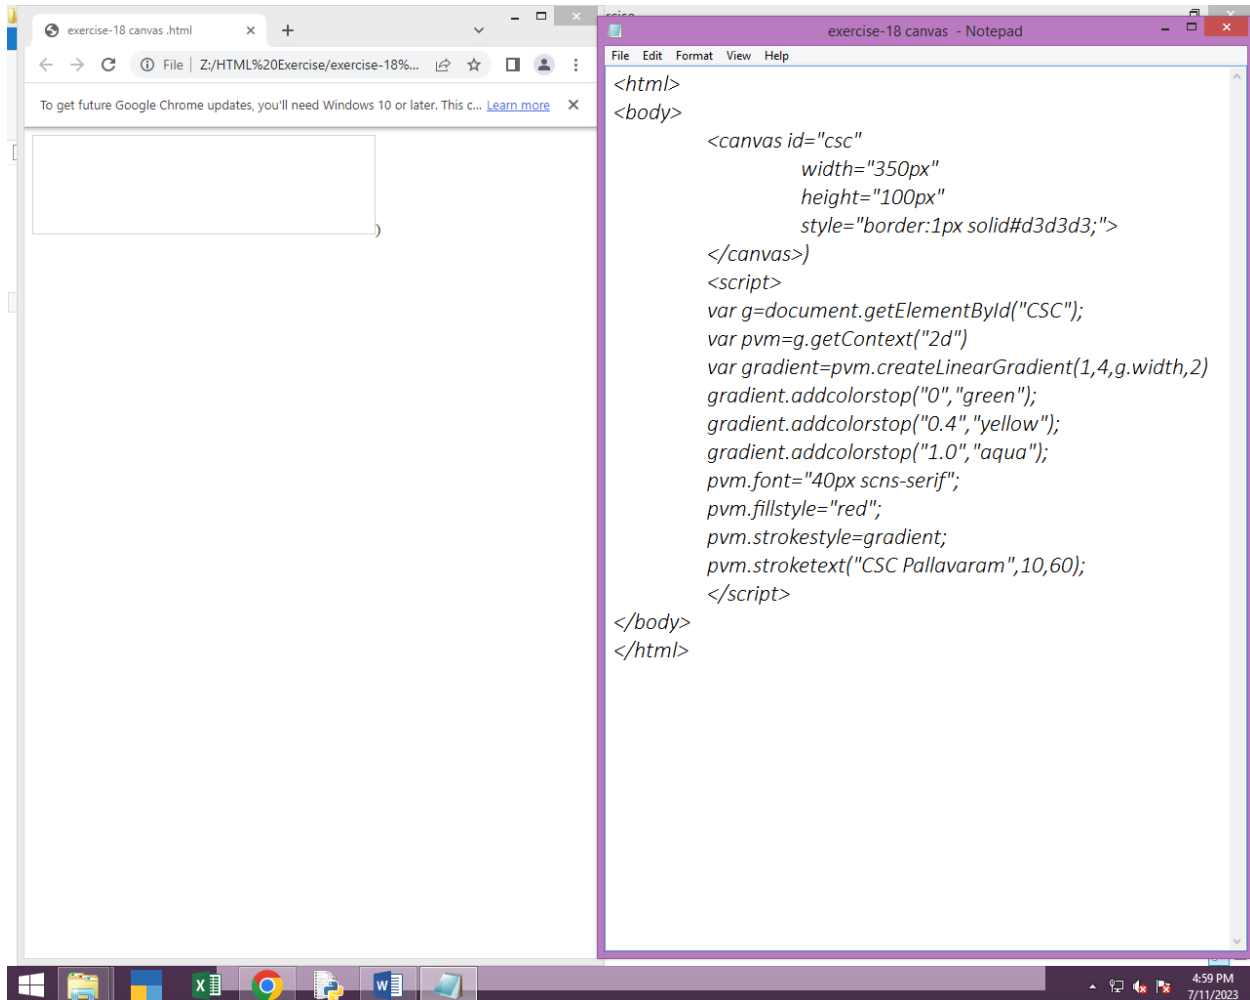 exercise-18 canvas .html
File
Z:/HTML%20Exercise/exercise-18%...
To get future Google Chrome updates, you'll need Windows 10 or later. This c... Learn more
)
exercise-18 canvas - Notepad
File Edit Format View Help
<html>
<body>
<canvas id="csc"
width="350px"
height="100px"
style="border:1px solid#d3d3d3;">
</canvas>)
<script>
var g=document.getElementById("CSC");
var pvm=g.getContext("2d")
var gradient=pvm.createLinearGradient(1,4,g.width,2)
gradient.addcolorstop("0","green");
gradient.addcolorstop("0.4","yellow");
gradient.addcolorstop("1.0","aqua");
pvm.font="40px scns-serif";
pvm.fillstyle="red";
pvm.strokestyle=gradient;
pvm.stroketext("CSC Pallavaram",10,60);
</script>
</body>
</html>
4:59 PM
7/11/2023